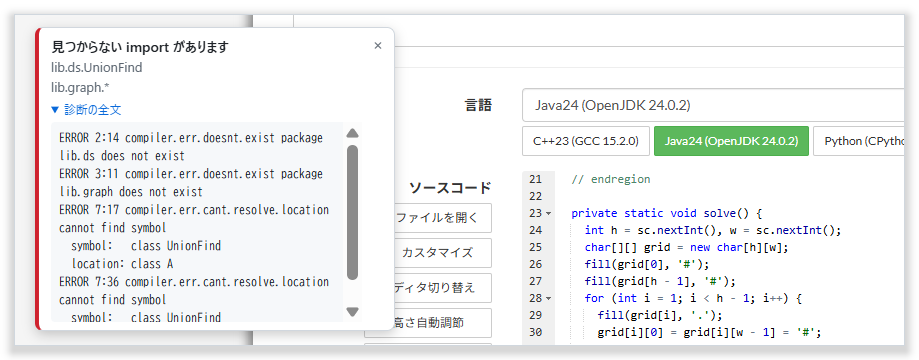 見つからない import があります
×
lib.ds.UnionFind
lib.graph.*
▼ 診断の全文
ERROR 2:14 compiler.err.doesnt.exist package
lib.ds does not exist
ERROR 3:11 compiler.err.doesnt.exist package
lib.graph does not exist
ERROR 7:17 compiler.err.cant.resolve.location
cannot find symbol
symbol: class UnionFind
location: class A
ERROR 7:36 compiler.err.cant.resolve.location
cannot find symbol
symbol: class UnionFind
言語
Java24 (OpenJDK 24.0.2)
C++23 (GCC 15.2.0)
Java24 (OpenJDK 24.0.2)
Python (CPytho
ソースコード
ファイルを開く
カスタマイズ
ディタ切り替え
高さ自動調節
21 // endregion
22
23 private static void solve() {
24 int h = sc.nextInt(), w = sc.nextInt();
25 char[][] grid = new char[h][w];
26 fill(grid[0], '#');
27 fill(grid[h - 1], '#');
28 for (int i = 1; i < h - 1; i++) {
29 fill(grid[i], '.');
30 grid[i][0] = grid[i][w - 1] = '#';